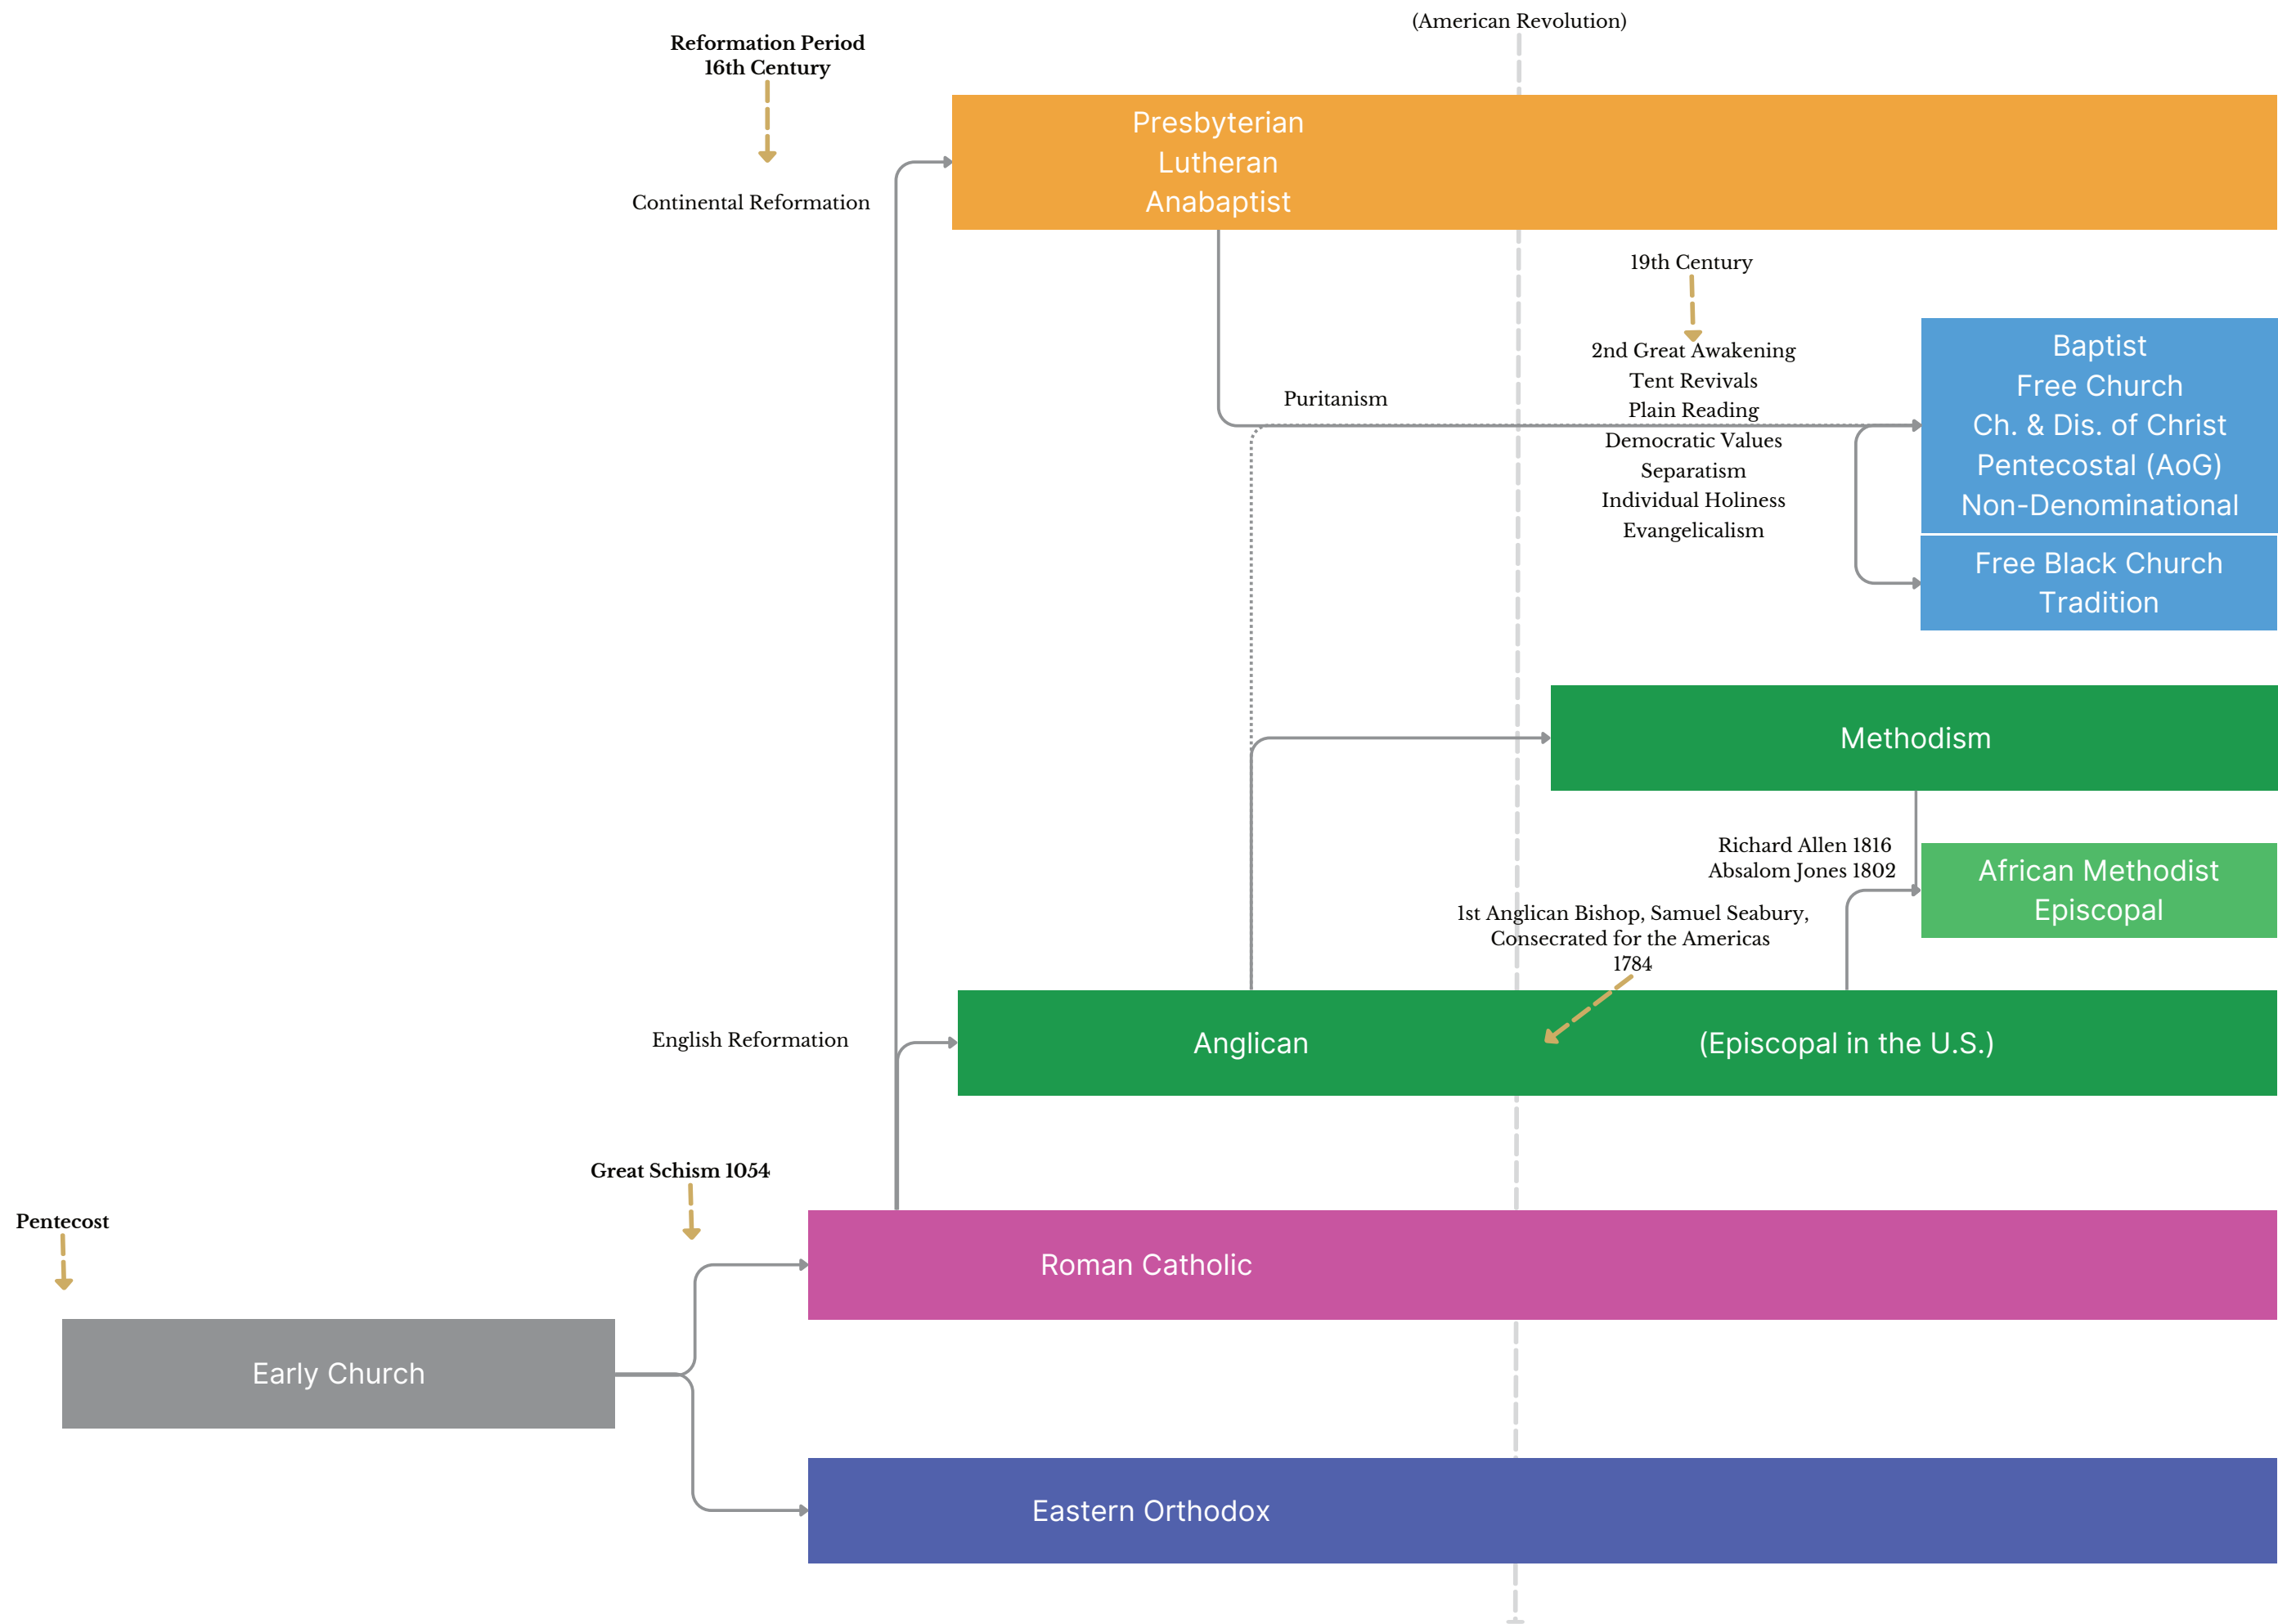 (American Revolution)
Reformation Period
16th Century
Presbyterian
Lutheran
Anabaptist
Continental Reformation
19th Century
2nd Great Awakening
Tent Revivals
Plain Reading
Democratic Values
Separatism
Individual Holiness
Evangelicalism
Puritanism
Baptist
Free Church
Ch. & Dis. of Christ
Pentecostal (AoG)
Non-Denominational
Free Black Church
Tradition
Methodism
Richard Allen 1816
Absalom Jones 1802
African Methodist
Episcopal
1st Anglican Bishop, Samuel Seabury,
Consecrated for the Americas
1784
English Reformation
Anglican
(Episcopal in the U.S.)
Great Schism 1054
Pentecost
Roman Catholic
Early Church
Eastern Orthodox